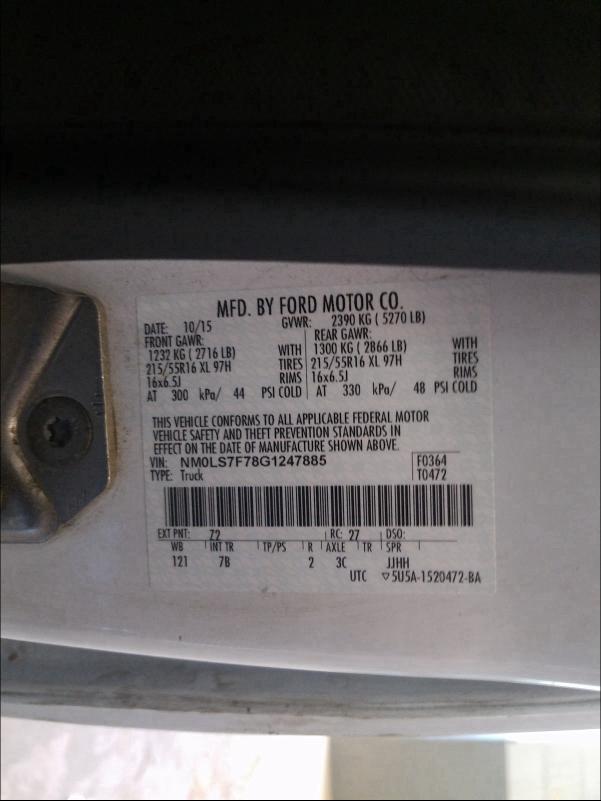 MFD. BY FORD MOTOR CO.
DATE: 10/15 GVWR: 2390 KG ( 5270 LB)
FRONT GAWR: REAR GAWR:
1232 KG ( 2716 LB) WITH 1300 KG ( 2866 LB) WITH
215/55R16 XL 97H TIRES 215/55R16 XL 97H TIRES
16x6.5J RIMS 16x6.5J RIMS
AT 300 kPa/ 44 PSI COLD AT 330 kPa/ 48 PSI COLD
THIS VEHICLE CONFORMS TO ALL APPLICABLE FEDERAL MOTOR
VEHICLE SAFETY AND THEFT PREVENTION STANDARDS IN
EFFECT ON THE DATE OF MANUFACTURE SHOWN ABOVE.
VIN: NM0LS7F78G1247885 F0364
TYPE: Truck T0472
EXT PNT: Z2 RC: 27 DSO:
WB INT TR TP/PS R AXLE TR SPR
121 7B 2 3C JJHH
UTC ▽5U5A-1520472-BA